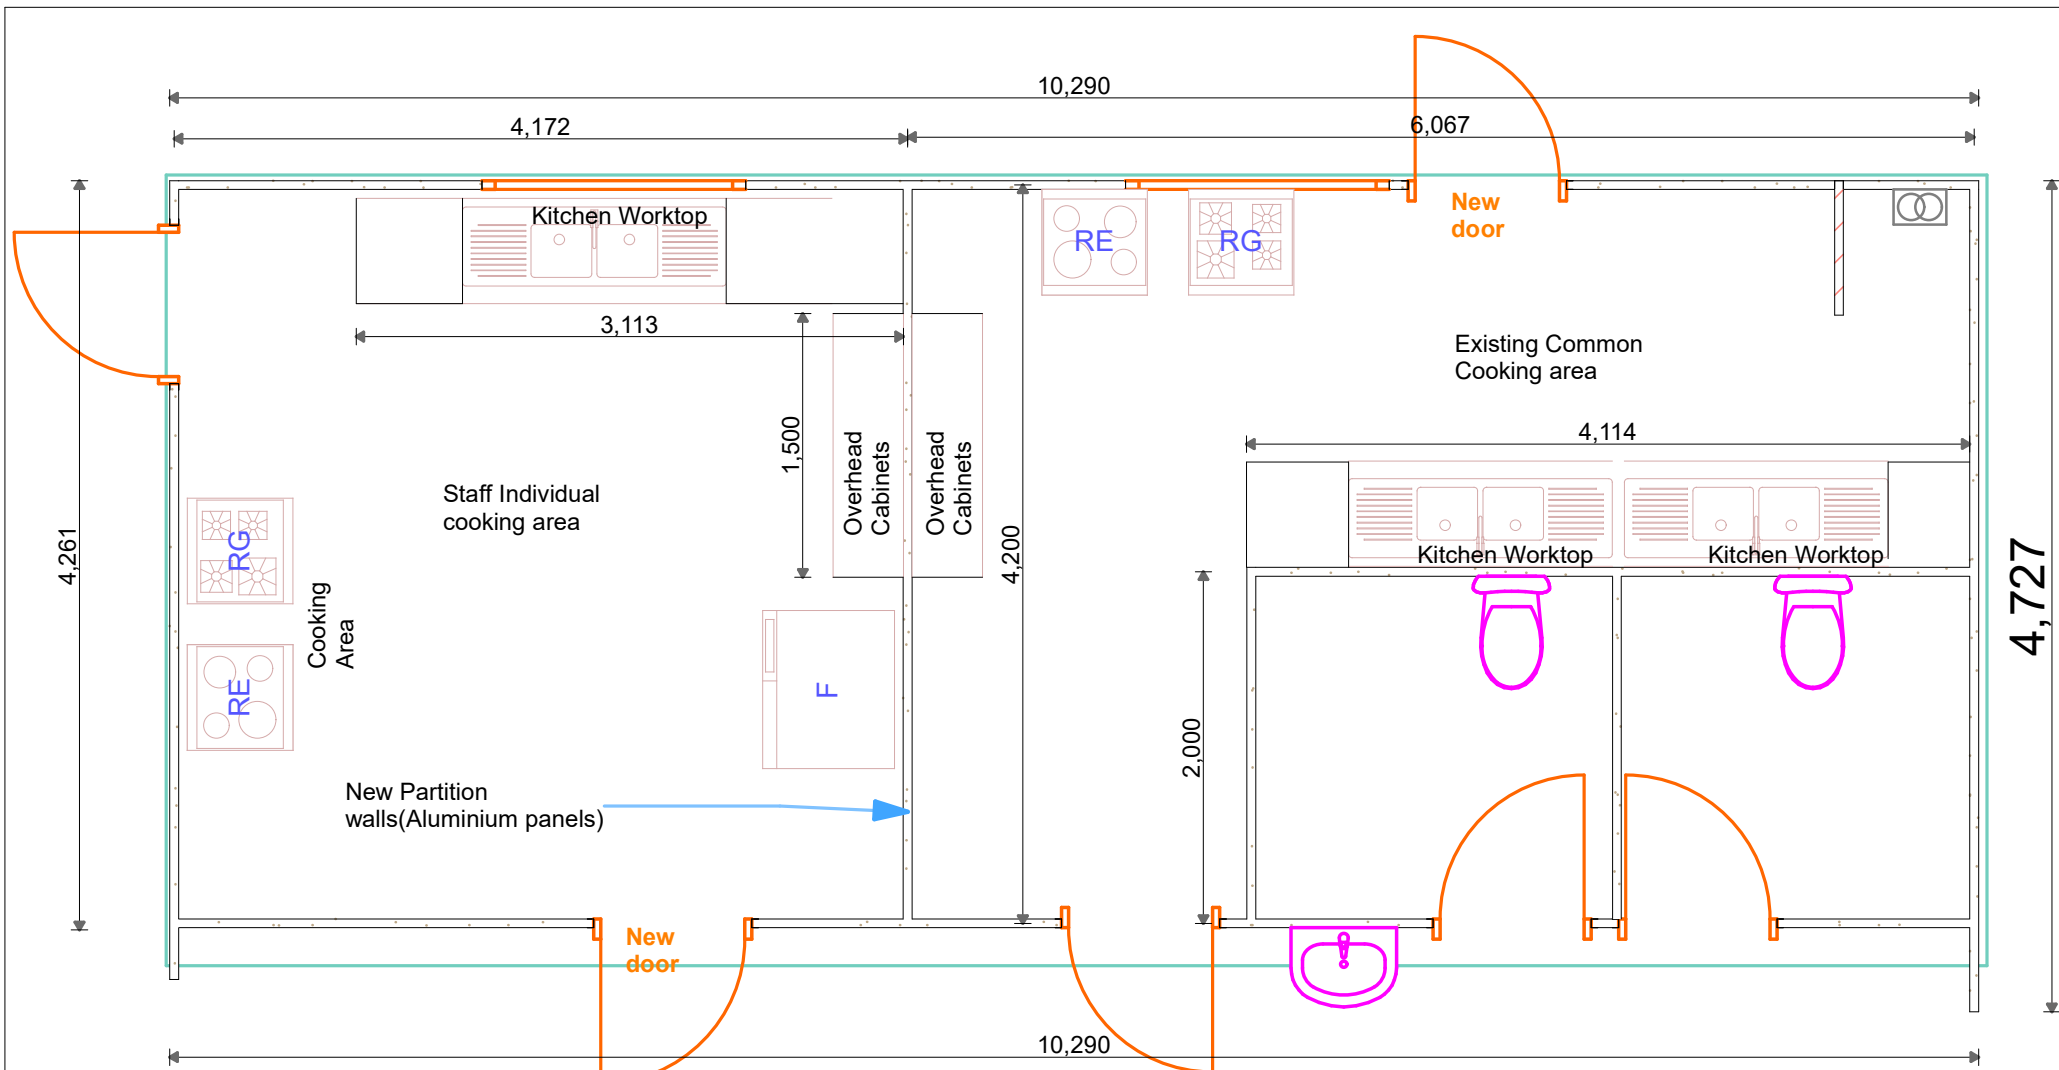 10,290
4,172
6,067
Kitchen Worktop
New
door
RE
RG
3,113
Existing Common
Cooking area
1,500
Overhead
Cabinets
Overhead
Cabinets
4,114
Staff Individual
cooking area
4,261
4,200
RG
Cooking
Area
Kitchen Worktop
Kitchen Worktop
4,727
RE
F
2,000
New Partition
walls(Aluminium panels)
New
door
10,290